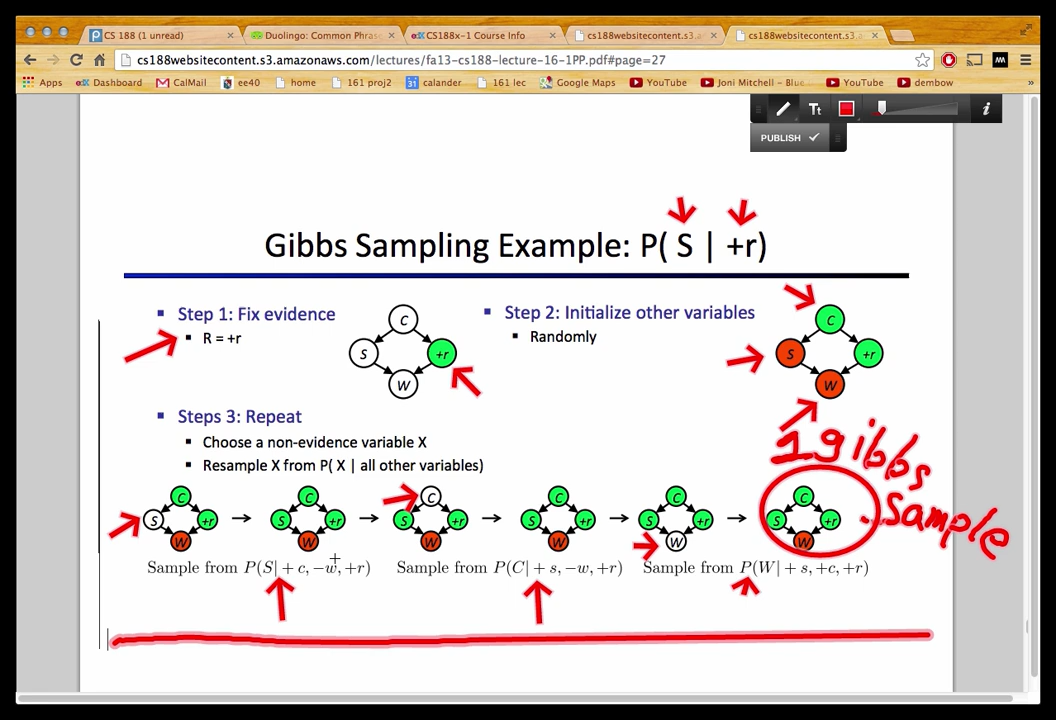 CS 188 (1 unread)
Duolingo: Common Phras
CS188x-1 Course Info
cs188websitecontent.s3.
cs188websitecontent.s3.
cs188websitecontent.s3.amazonaws.com/lectures/fa13-cs188-lecture-16-1PP.pdf#page=27
Apps
Dashboard
CalMail
ee40
home
161 proj2
31
calander
161 lec
Google Maps
YouTube
Joni Mitchell - Blue...
YouTube
dembow
»
Tt
i
PUBLISH
Gibbs Sampling Example: P( S | +r)
Step 1: Fix evidence
R = +r
C
S
+r
W
Step 2: Initialize other variables
Randomly
C
S
+r
W
Steps 3: Repeat
Choose a non-evidence variable X
Resample X from P( X | all other variables)
1 gibbs
sample
C C C C C C
S +r S +r S +r S +r S +r S +r
W W W W W W
Sample from P(S| + c, −w, +r)
Sample from P(C| + s, −w, +r)
Sample from P(W| + s, +c, +r)